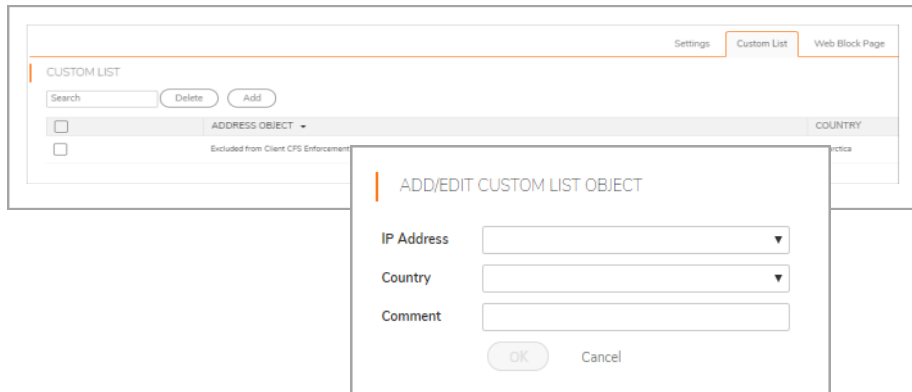 Settings Custom List Web Block Page
CUSTOM LIST
Search Delete Add
ADDRESS OBJECT COUNTRY
Excluded from Client CFS Enforcement
ADD/EDIT CUSTOM LIST OBJECT
IP Address
Country
Comment
OK Cancel